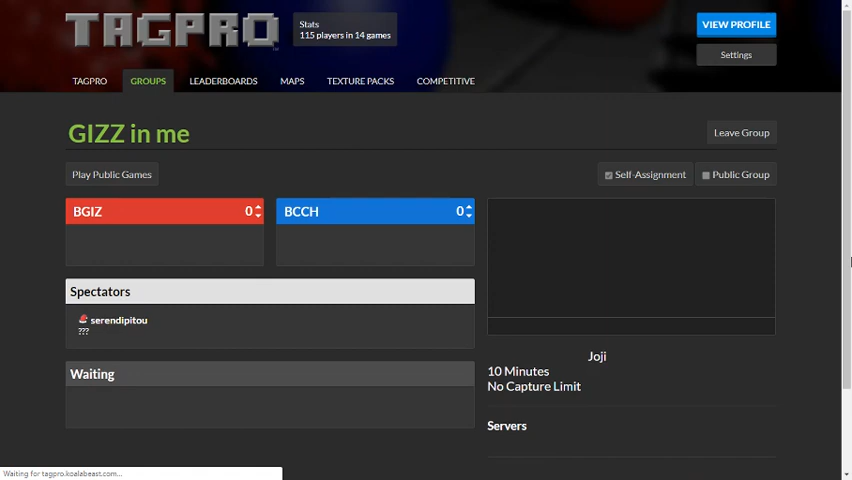 TAGPRO
Stats
115 players in 14 games
VIEW PROFILE
Settings
TAGPRO GROUPS LEADERBOARDS MAPS TEXTURE PACKS COMPETITIVE
GIZZ in me
Leave Group
Play Public Games
Self-Assignment
Public Group
BGIZ 0
BCCH 0
Spectators
serendipitou
???
Waiting
Joji
10 Minutes
No Capture Limit
Servers
Waiting for tagpro.koalabeast.com...